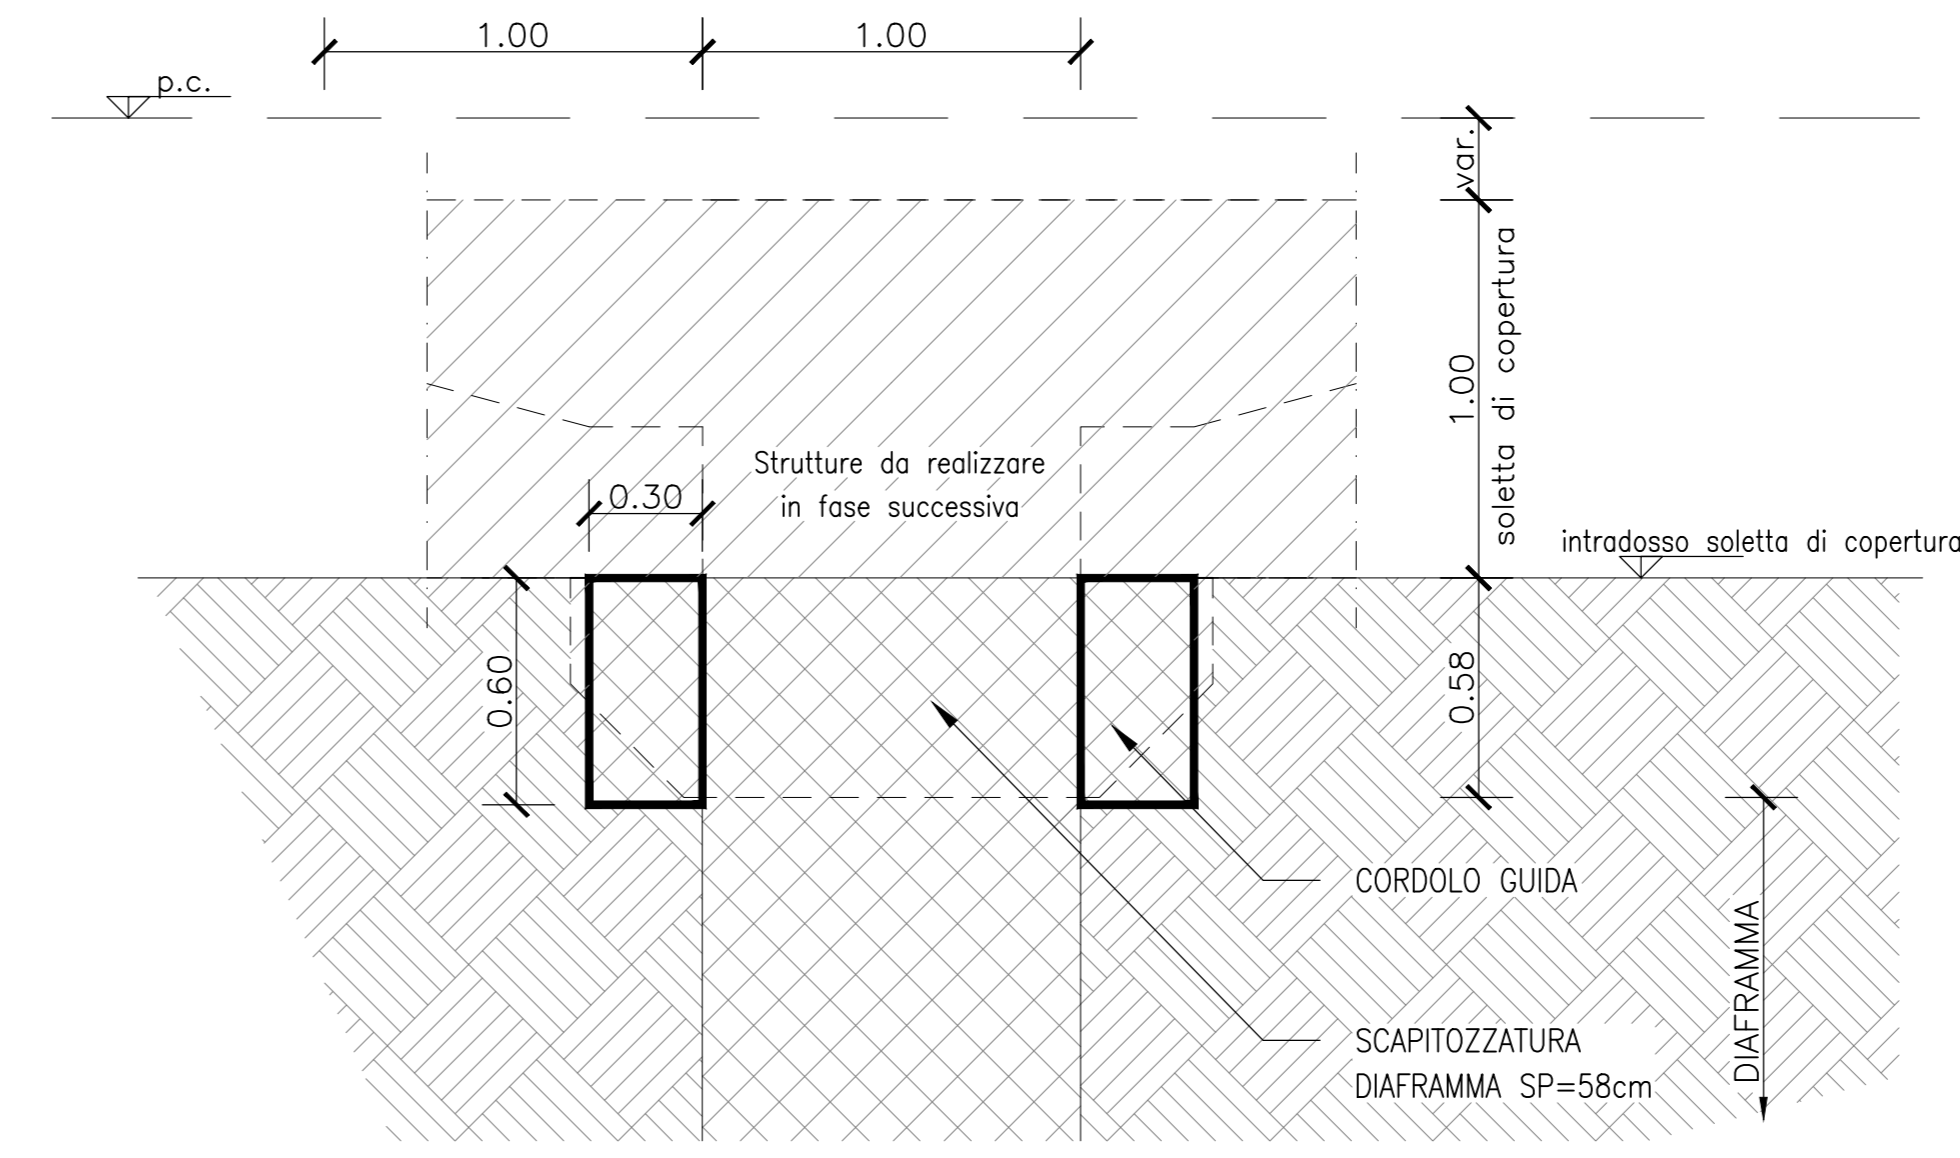 1.00
1.00
p.c.
var.
1.00
soletta di copertura
Strutture da realizzare
in fase successiva
0.30
intradosso soletta di copertura
0.60
0.58
CORDOLO GUIDA
DIAFRAMMA
SCAPITOZZATURA
DIAFRAMMA SP=58cm